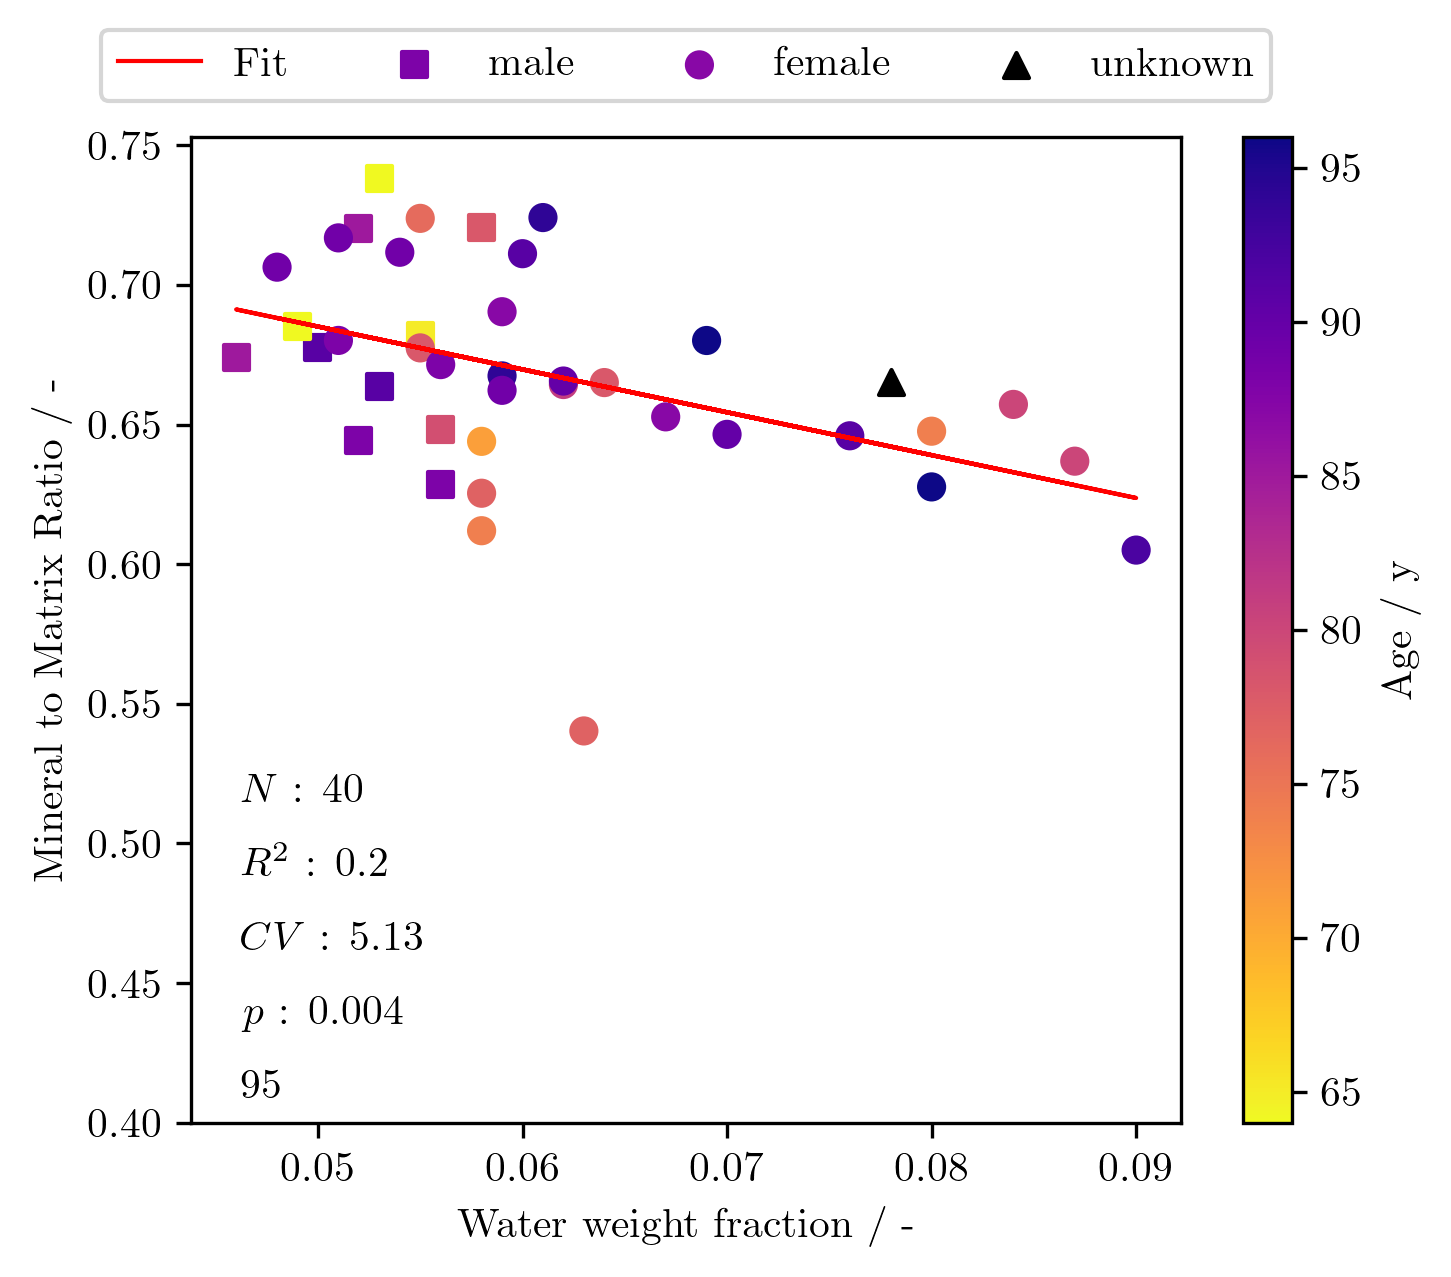 Fit male female unknown
0.75
0.70
0.65
0.60
0.55
0.50
0.45
0.40
Mineral to Matrix Ratio / -
N : 40
R² : 0.2
CV : 5.13
p : 0.004
95
0.05 0.06 0.07 0.08 0.09
Water weight fraction / -
95
90
85
80
75
70
65
Age / y